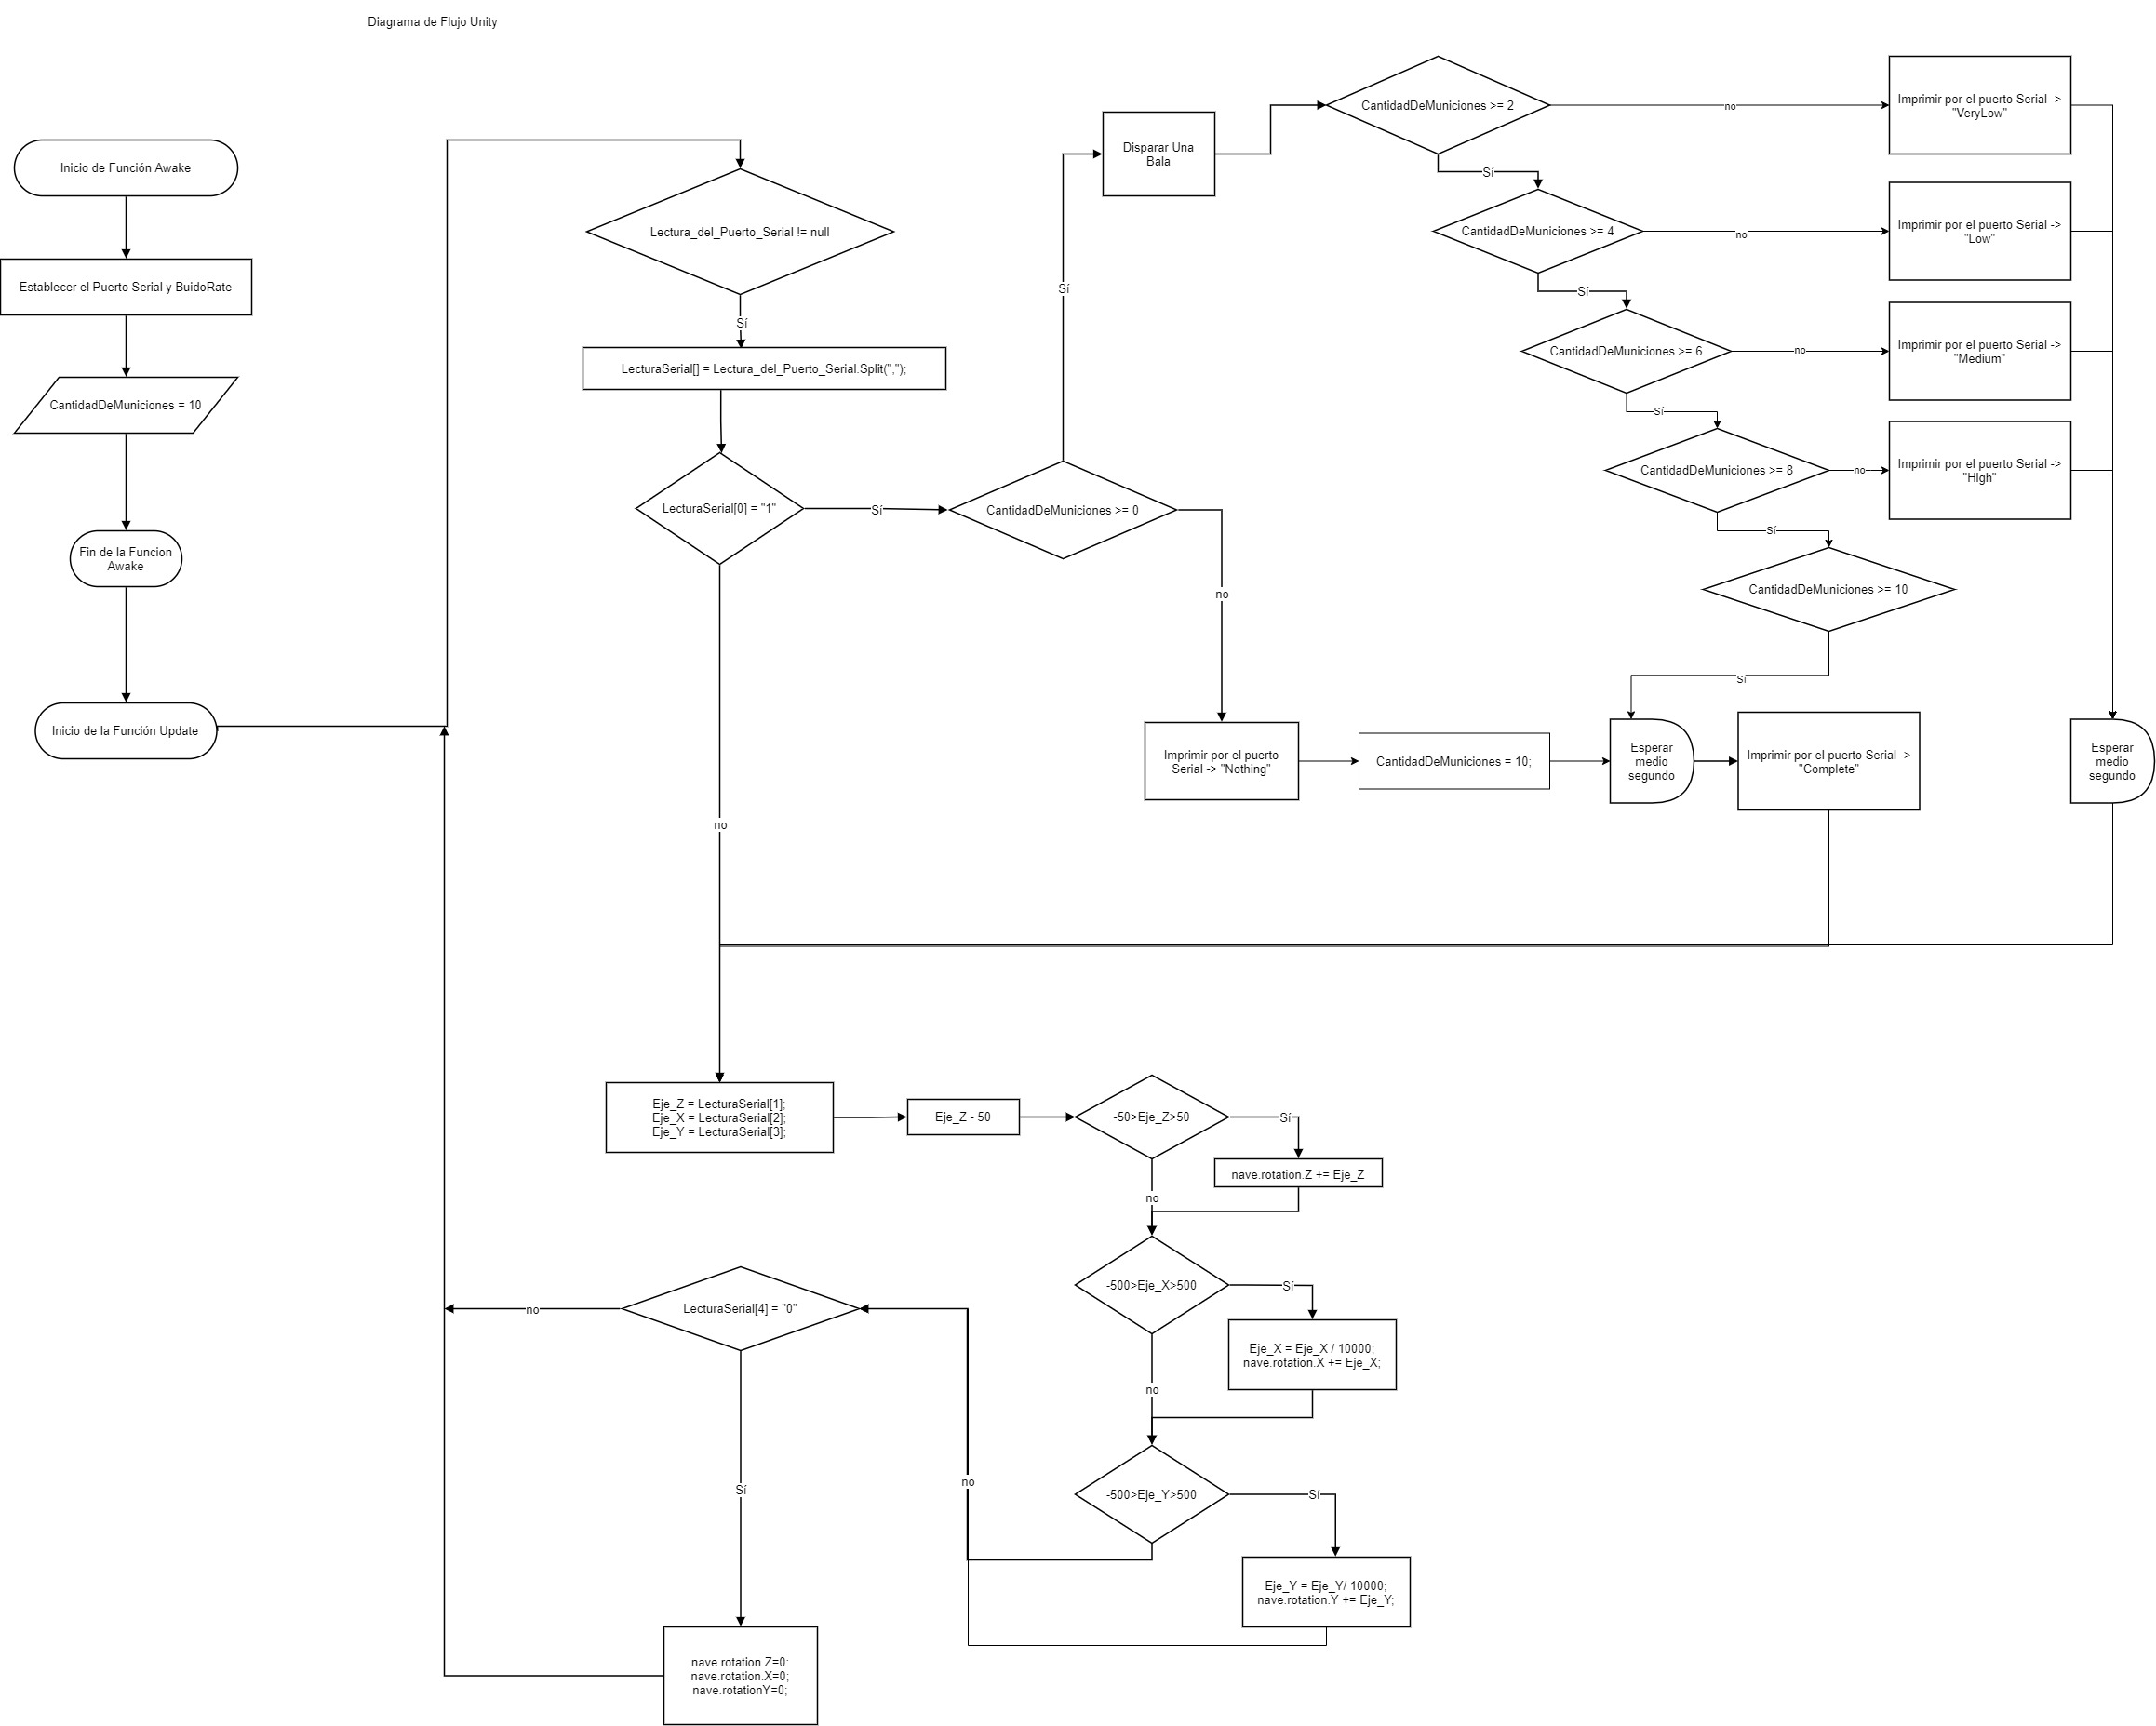 Diagrama de Flujo Unity
Inicio de Función Awake
Establecer el Puerto Serial y BuidoRate
CantidadDeMuniciones = 10
Fin de la Funcion
Awake
Inicio de la Función Update
Lectura_del_Puerto_Serial != null
Sí
LecturaSerial[] = Lectura_del_Puerto_Serial.Split(",");
LecturaSerial[0] = "1"
Sí
no
CantidadDeMuniciones >= 0
Sí
no
Disparar Una
Bala
CantidadDeMuniciones >= 2
no
Imprimir por el puerto Serial ->
"VeryLow"
Sí
CantidadDeMuniciones >= 4
no
Imprimir por el puerto Serial ->
"Low"
Sí
CantidadDeMuniciones >= 6
no
Imprimir por el puerto Serial ->
"Medium"
Sí
CantidadDeMuniciones >= 8
no
Imprimir por el puerto Serial ->
"High"
Sí
CantidadDeMuniciones >= 10
Sí
Imprimir por el puerto
Serial -> "Nothing"
CantidadDeMuniciones = 10;
Esperar
medio
segundo
Imprimir por el puerto Serial ->
"Complete"
Esperar
medio
segundo
Eje_Z = LecturaSerial[1];
Eje_X = LecturaSerial[2];
Eje_Y = LecturaSerial[3];
Eje_Z - 50
-50>Eje_Z>50
Sí
nave.rotation.Z += Eje_Z
no
-500>Eje_X>500
Sí
Eje_X = Eje_X / 10000;
nave.rotation.X += Eje_X;
no
-500>Eje_Y>500
Sí
Eje_Y = Eje_Y/ 10000;
nave.rotation.Y += Eje_Y;
no
LecturaSerial[4] = "0"
no
Sí
nave.rotation.Z=0:
nave.rotation.X=0;
nave.rotationY=0;